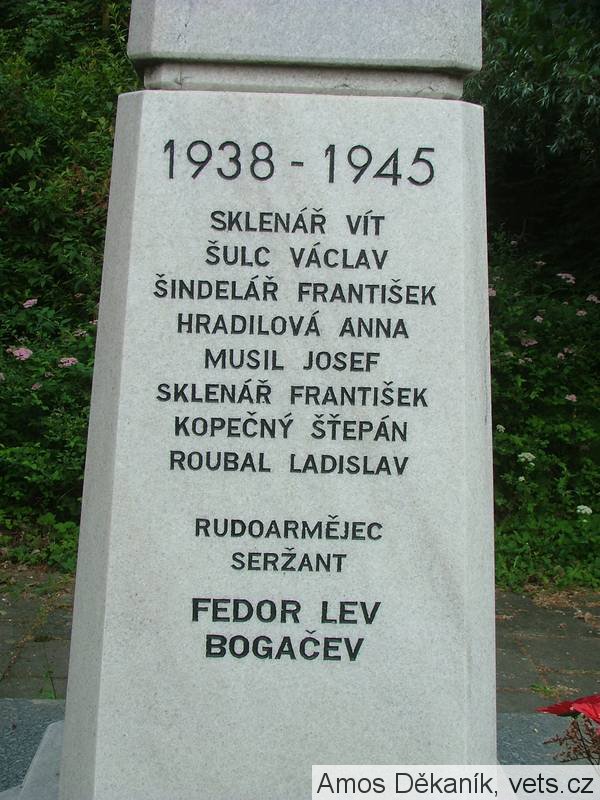 1938 - 1945
SKLENÁŘ VÍT
ŠULC VÁCLAV
ŠINDELÁŘ FRANTIŠEK
HRADILOVÁ ANNA
MUSIL JOSEF
SKLENÁŘ FRANTIŠEK
KOPEČNÝ ŠŤEPÁN
ROUBAL LADISLAV
RUDOARMĚJEC
SERŽANT
FEDOR LEV
BOGAČEV
Amos Děkaník, vets.cz